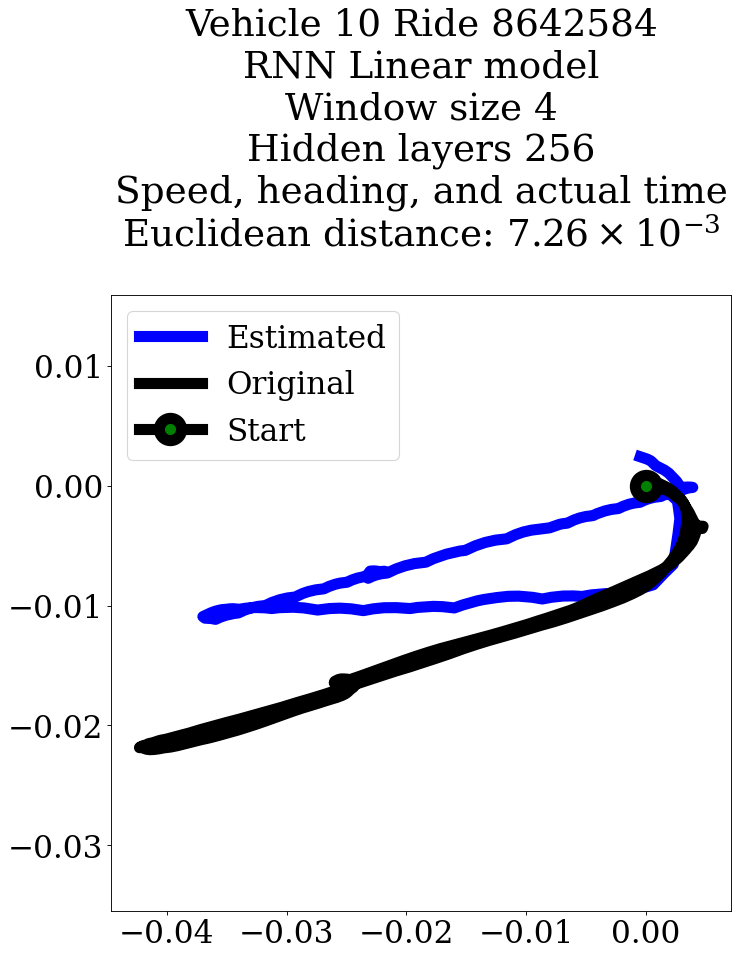 Vehicle 10 Ride 8642584
RNN Linear model
Window size 4
Hidden layers 256
Speed, heading, and actual time
Euclidean distance: 7.26 × 10⁻³
Estimated
Original
Start
0.01
0.00
−0.01
−0.02
−0.03
−0.04
−0.03
−0.02
−0.01
0.00